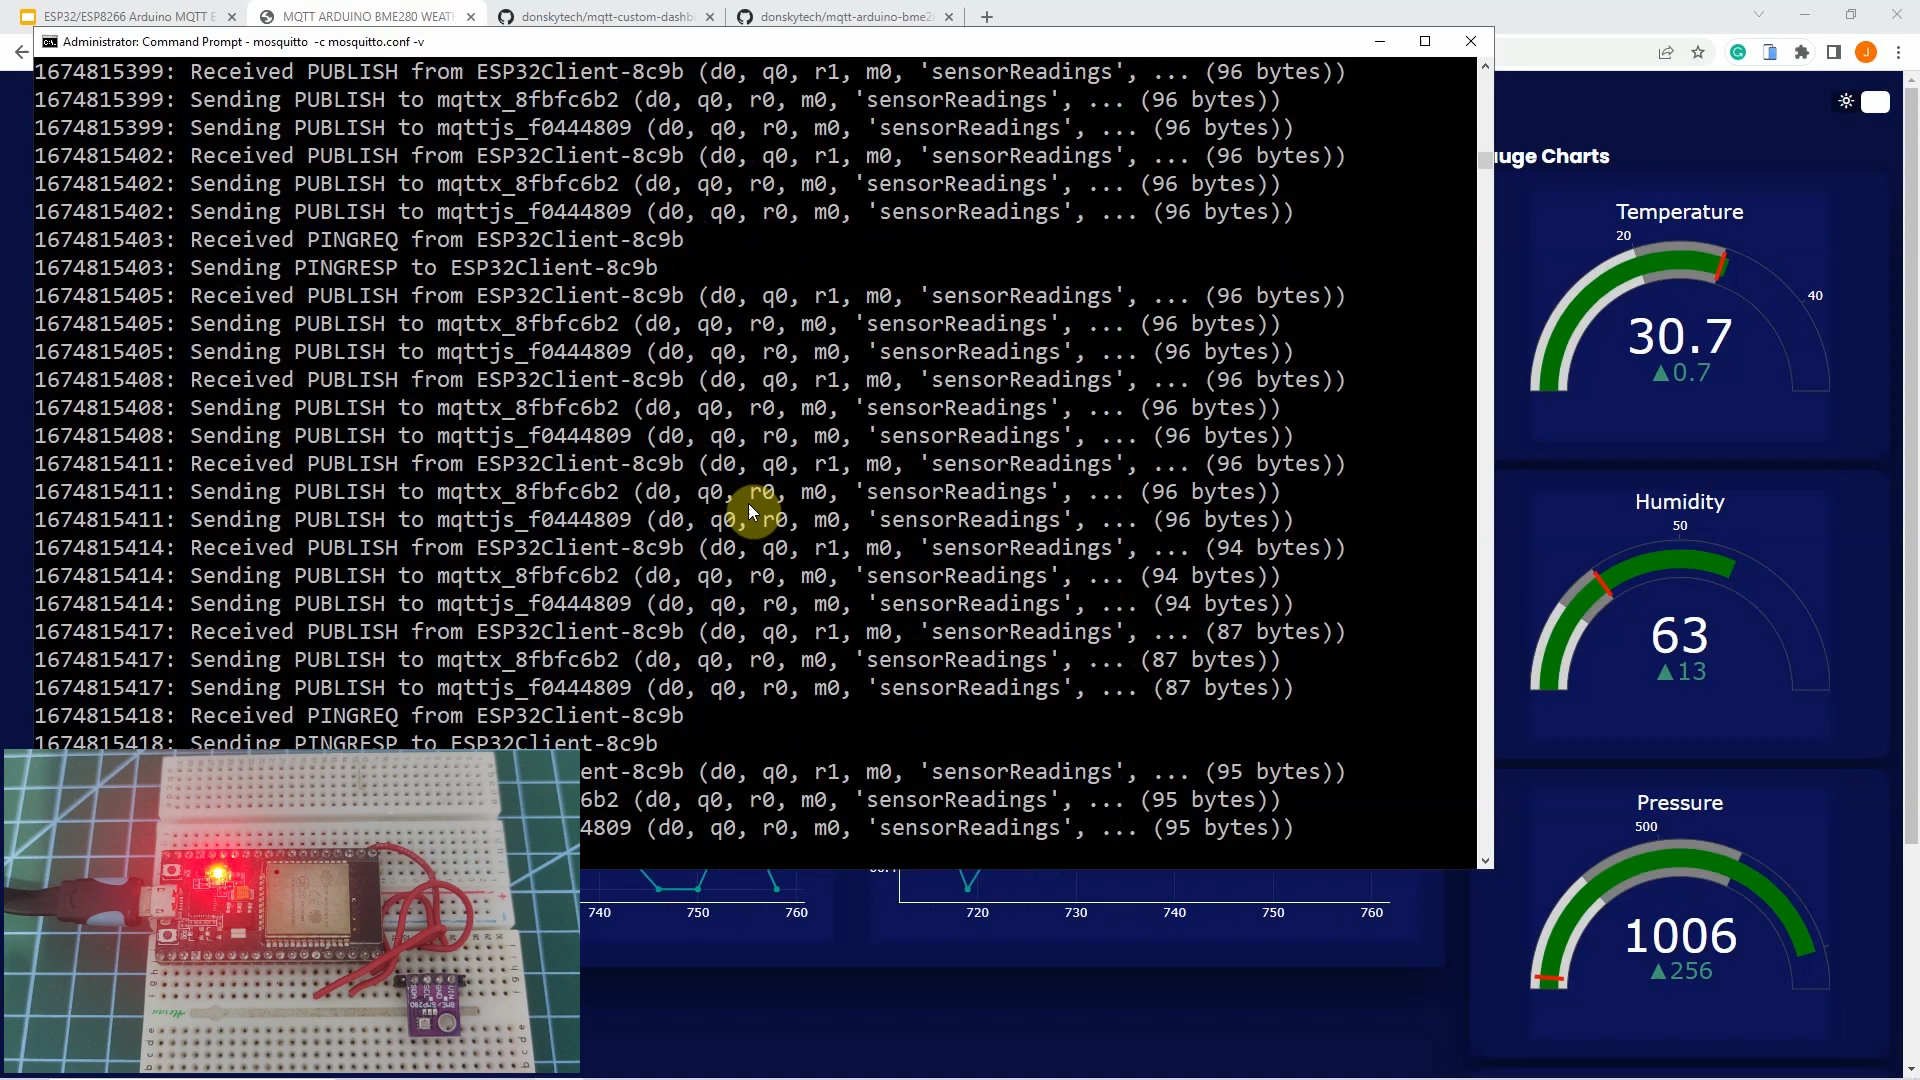 ESP32/ESP8266 Arduino MQTT E
MQTT ARDUINO BME280 WEAT
donskytech/mqtt-custom-dashb
donskytech/mqtt-arduino-bme2
Administrator: Command Prompt - mosquitto -c mosquitto.conf -v
J
1674815399: Received PUBLISH from ESP32Client-8c9b (d0, q0, r1, m0, 'sensorReadings', ... (96 bytes))
1674815399: Sending PUBLISH to mqttx_8fbfc6b2 (d0, q0, r0, m0, 'sensorReadings', ... (96 bytes))
1674815399: Sending PUBLISH to mqttjs_f0444809 (d0, q0, r0, m0, 'sensorReadings', ... (96 bytes))
1674815402: Received PUBLISH from ESP32Client-8c9b (d0, q0, r1, m0, 'sensorReadings', ... (96 bytes))
1674815402: Sending PUBLISH to mqttx_8fbfc6b2 (d0, q0, r0, m0, 'sensorReadings', ... (96 bytes))
1674815402: Sending PUBLISH to mqttjs_f0444809 (d0, q0, r0, m0, 'sensorReadings', ... (96 bytes))
1674815403: Received PINGREQ from ESP32Client-8c9b
1674815403: Sending PINGRESP to ESP32Client-8c9b
1674815405: Received PUBLISH from ESP32Client-8c9b (d0, q0, r1, m0, 'sensorReadings', ... (96 bytes))
1674815405: Sending PUBLISH to mqttx_8fbfc6b2 (d0, q0, r0, m0, 'sensorReadings', ... (96 bytes))
1674815405: Sending PUBLISH to mqttjs_f0444809 (d0, q0, r0, m0, 'sensorReadings', ... (96 bytes))
1674815408: Received PUBLISH from ESP32Client-8c9b (d0, q0, r1, m0, 'sensorReadings', ... (96 bytes))
1674815408: Sending PUBLISH to mqttx_8fbfc6b2 (d0, q0, r0, m0, 'sensorReadings', ... (96 bytes))
1674815408: Sending PUBLISH to mqttjs_f0444809 (d0, q0, r0, m0, 'sensorReadings', ... (96 bytes))
1674815411: Received PUBLISH from ESP32Client-8c9b (d0, q0, r1, m0, 'sensorReadings', ... (96 bytes))
1674815411: Sending PUBLISH to mqttx_8fbfc6b2 (d0, q0, r0, m0, 'sensorReadings', ... (96 bytes))
1674815411: Sending PUBLISH to mqttjs_f0444809 (d0, q0, r0, m0, 'sensorReadings', ... (96 bytes))
1674815414: Received PUBLISH from ESP32Client-8c9b (d0, q0, r1, m0, 'sensorReadings', ... (94 bytes))
1674815414: Sending PUBLISH to mqttx_8fbfc6b2 (d0, q0, r0, m0, 'sensorReadings', ... (94 bytes))
1674815414: Sending PUBLISH to mqttjs_f0444809 (d0, q0, r0, m0, 'sensorReadings', ... (94 bytes))
1674815417: Received PUBLISH from ESP32Client-8c9b (d0, q0, r1, m0, 'sensorReadings', ... (87 bytes))
1674815417: Sending PUBLISH to mqttx_8fbfc6b2 (d0, q0, r0, m0, 'sensorReadings', ... (87 bytes))
1674815417: Sending PUBLISH to mqttjs_f0444809 (d0, q0, r0, m0, 'sensorReadings', ... (87 bytes))
1674815418: Received PINGREQ from ESP32Client-8c9b
1674815418: Sending PINGRESP to ESP32Client-8c9b
ent-8c9b (d0, q0, r1, m0, 'sensorReadings', ... (95 bytes))
6b2 (d0, q0, r0, m0, 'sensorReadings', ... (95 bytes))
4809 (d0, q0, r0, m0, 'sensorReadings', ... (95 bytes))
740 750 760
720 730 740 750 760
uge Charts
Temperature
20
40
30.7
▲0.7
Humidity
50
63
▲13
Pressure
500
1006
▲256